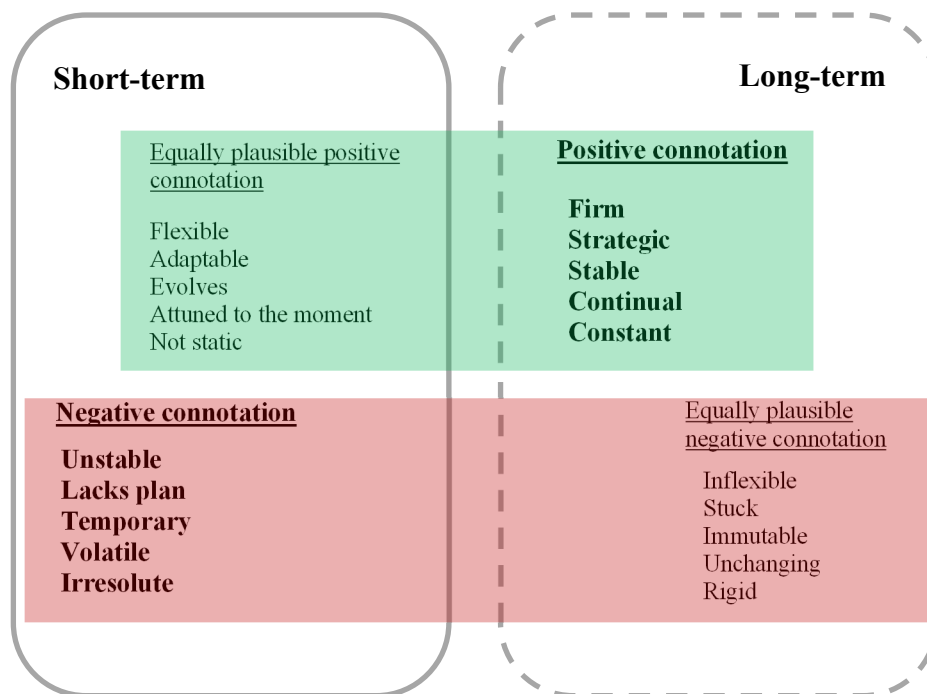 Short-term
Long-term
Equally plausible positive
connotation
Flexible
Adaptable
Evolves
Attuned to the moment
Not static
Positive connotation
Firm
Strategic
Stable
Continual
Constant
Negative connotation
Unstable
Lacks plan
Temporary
Volatile
Irresolute
Equally plausible
negative connotation
Inflexible
Stuck
Immutable
Unchanging
Rigid